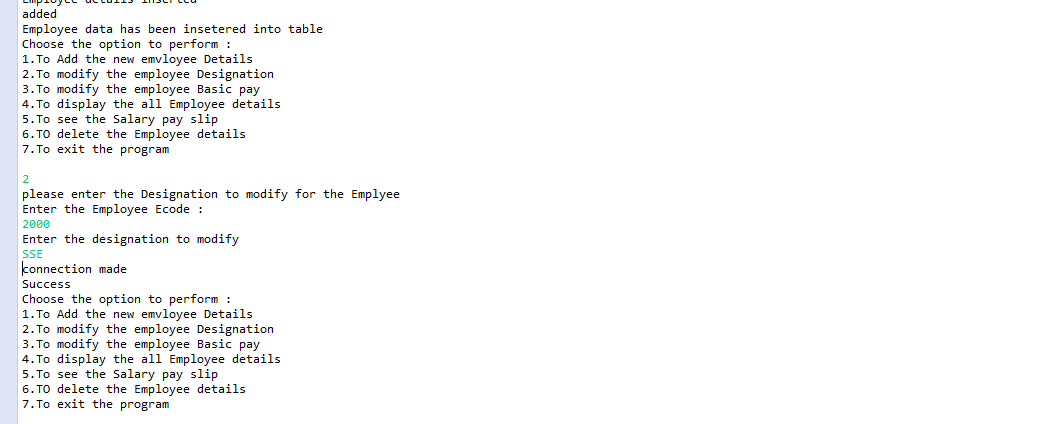 Employee details inserted
added
Employee data has been insetered into table
Choose the option to perform :
1.To Add the new emvloyee Details
2.To modify the employee Designation
3.To modify the employee Basic pay
4.To display the all Employee details
5.To see the Salary pay slip
6.TO delete the Employee details
7.To exit the program
2
please enter the Designation to modify for the Emplyee
Enter the Employee Ecode :
2000
Enter the designation to modify
SSE
connection made
Success
Choose the option to perform :
1.To Add the new emvloyee Details
2.To modify the employee Designation
3.To modify the employee Basic pay
4.To display the all Employee details
5.To see the Salary pay slip
6.TO delete the Employee details
7.To exit the program